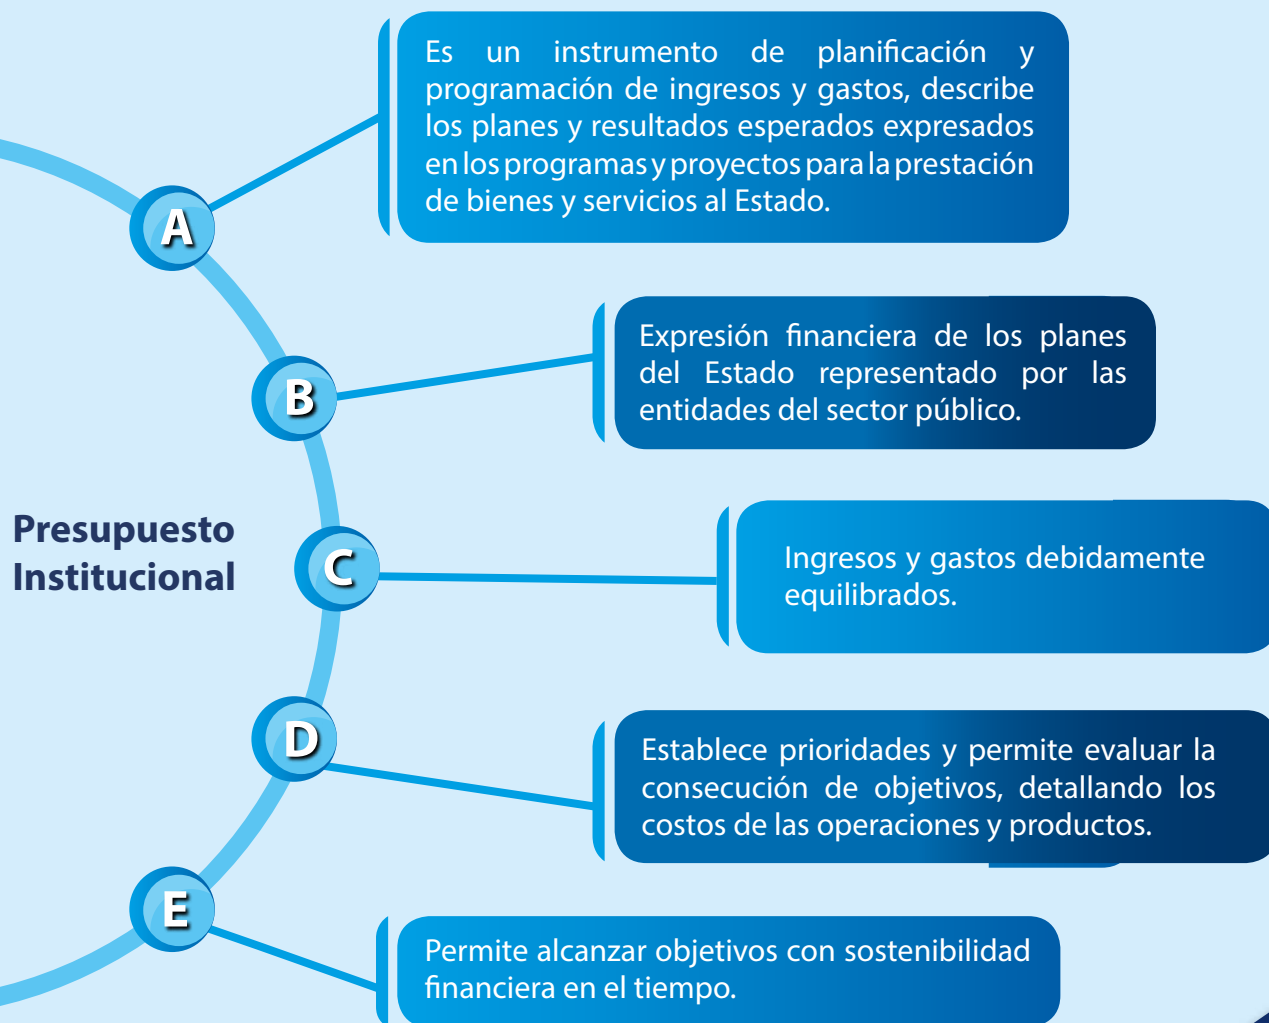 Es un instrumento de planificación y
programación de ingresos y gastos, describe
los planes y resultados esperados expresados
en los programas y proyectos para la prestación
de bienes y servicios al Estado.
A
Expresión financiera de los planes
del Estado representado por las
entidades del sector público.
B
Presupuesto
Institucional
C
Ingresos y gastos debidamente
equilibrados.
D
Establece prioridades y permite evaluar la
consecución de objetivos, detallando los
costos de las operaciones y productos.
E
Permite alcanzar objetivos con sostenibilidad
financiera en el tiempo.